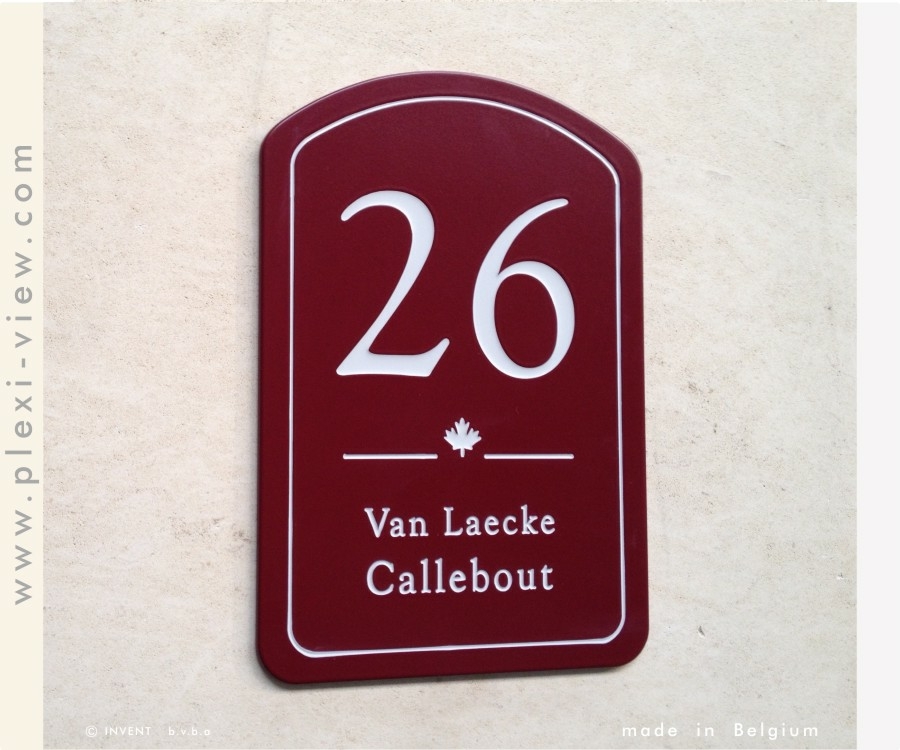 www.plexi-view.com
26
Van Laecke
Callebout
© INVENT b.v.b.a
made in Belgium